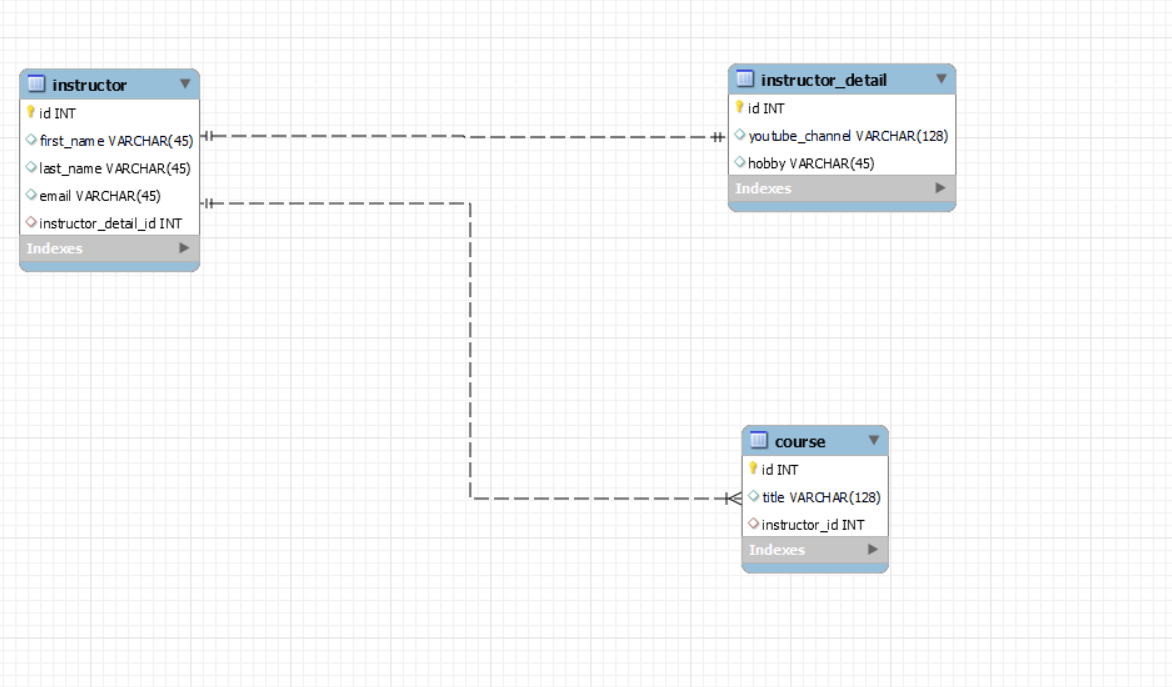 instructor
id INT
first_name VARCHAR(45)
last_name VARCHAR(45)
email VARCHAR(45)
instructor_detail_id INT
Indexes
instructor_detail
id INT
youtube_channel VARCHAR(128)
hobby VARCHAR(45)
Indexes
course
id INT
title VARCHAR(128)
instructor_id INT
Indexes